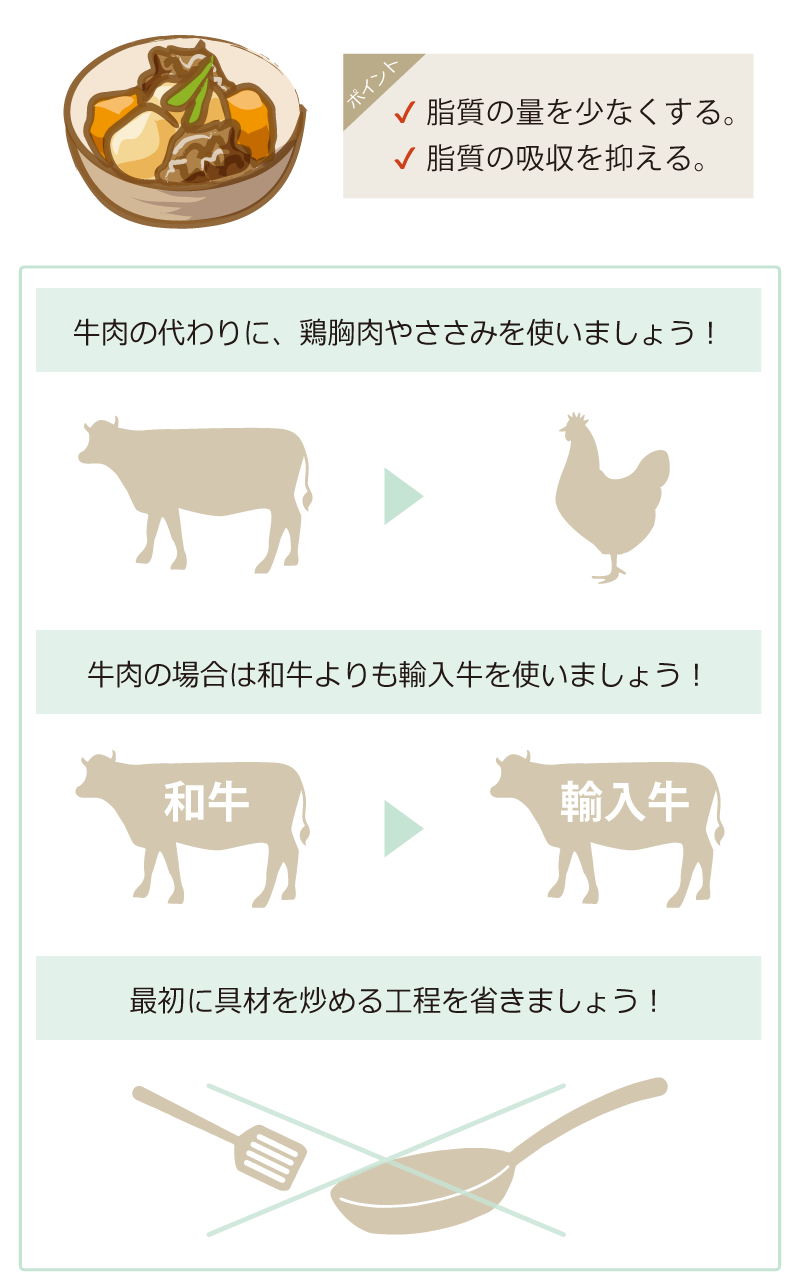 ポイント
✓ 脂質の量を少なくする。
✓ 脂質の吸収を抑える。
牛肉の代わりに、鶏胸肉やささみを使いましょう！
牛肉の場合は和牛よりも輸入牛を使いましょう！
和牛
輸入牛
最初に具材を炒める工程を省きましょう！